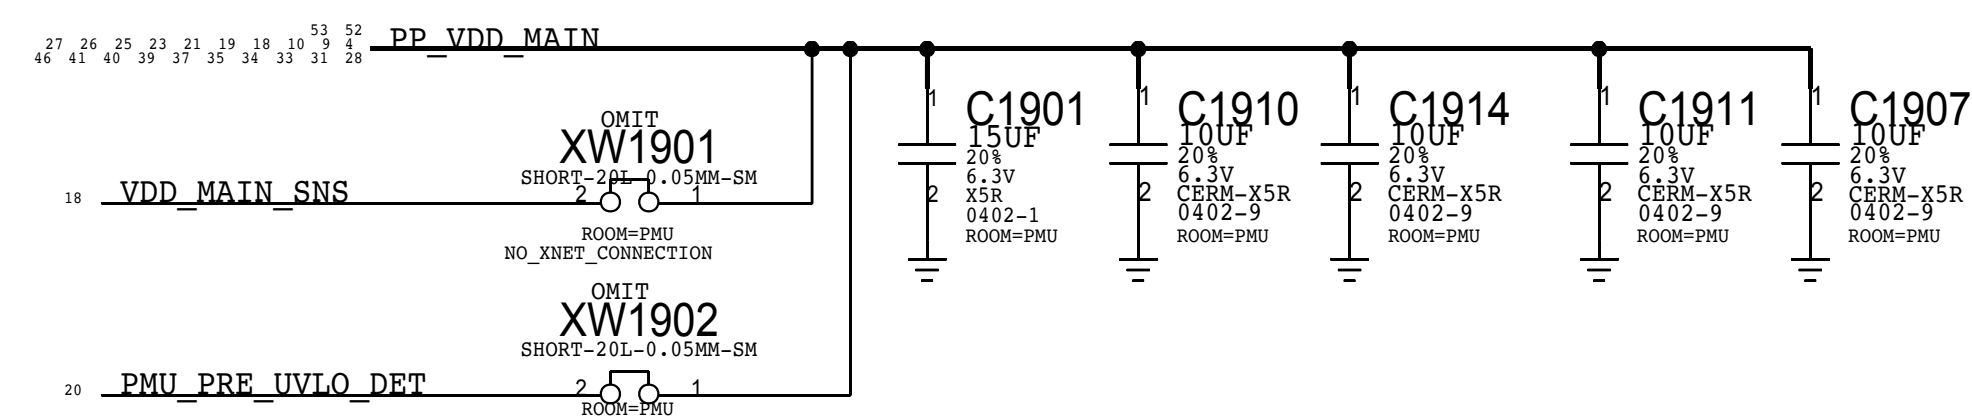 53 52
27 26 25 23 21 19 18 10 9 4
46 41 40 39 37 35 34 33 31 28
PP_VDD_MAIN
OMIT
XW1901
SHORT-20L-0.05MM-SM
18 VDD_MAIN_SNS 2 1
ROOM=PMU
NO_XNET_CONNECTION
OMIT
XW1902
SHORT-20L-0.05MM-SM
20 PMU_PRE_UVLO_DET 2 1
ROOM=PMU
1
C1901
15UF
20%
6.3V
2 X5R
0402-1
ROOM=PMU
1
C1910
10UF
20%
6.3V
2 CERM-X5R
0402-9
ROOM=PMU
1
C1914
10UF
20%
6.3V
2 CERM-X5R
0402-9
ROOM=PMU
1
C1911
10UF
20%
6.3V
2 CERM-X5R
0402-9
ROOM=PMU
1
C1907
10UF
20%
6.3V
2 CERM-X5R
0402-9
ROOM=PMU